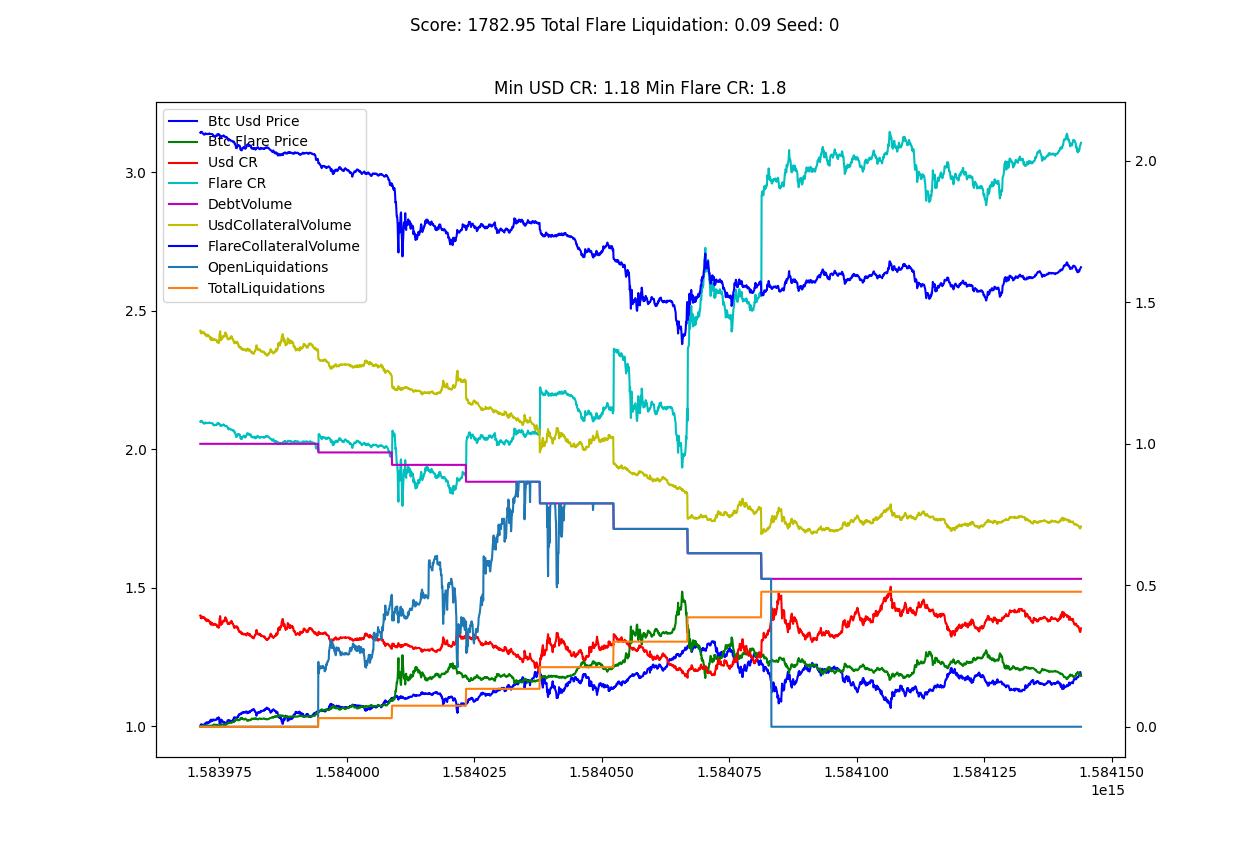 Score: 1782.95 Total Flare Liquidation: 0.09 Seed: 0
Min USD CR: 1.18 Min Flare CR: 1.8
Btc Usd Price
Btc Flare Price
Usd CR
Flare CR
DebtVolume
UsdCollateralVolume
FlareCollateralVolume
OpenLiquidations
TotalLiquidations
3.0
2.5
2.0
1.5
1.0
2.0
1.5
1.0
0.5
0.0
1.583975 1.584000 1.584025 1.584050 1.584075 1.584100 1.584125 1.584150
1e15